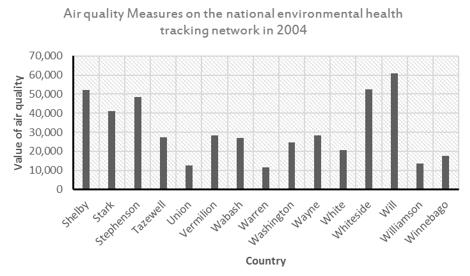 Air quality Measures on the national environmental health
tracking network in 2004
Value of air quality
70,000
60,000
50,000
40,000
30,000
20,000
10,000
0
Shelby
Stark
Stephenson
Tazewell
Union
Vermilion
Wabash
Warren
Washington
Wayne
White
Whiteside
Will
Williamson
Winnebago
Country